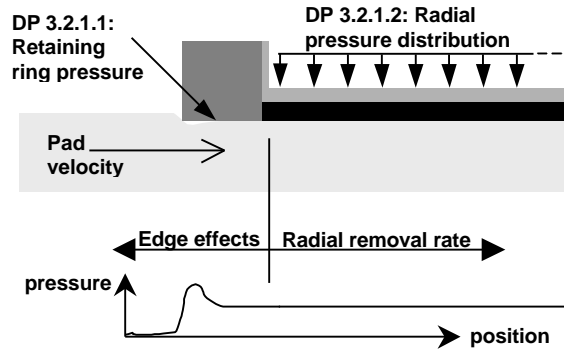 DP 3.2.1.1:
Retaining
ring pressure
DP 3.2.1.2: Radial
pressure distribution
Pad
velocity
Edge effects
Radial removal rate
pressure
position